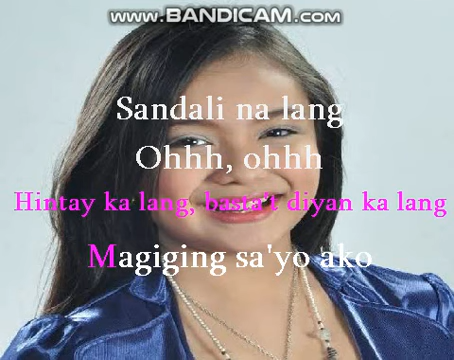 www.BANDICAM.com
Sandali na lang
Ohhh, ohhh
Hintay ka lang, basta't diyan ka lang
Magiging sa'yo ako